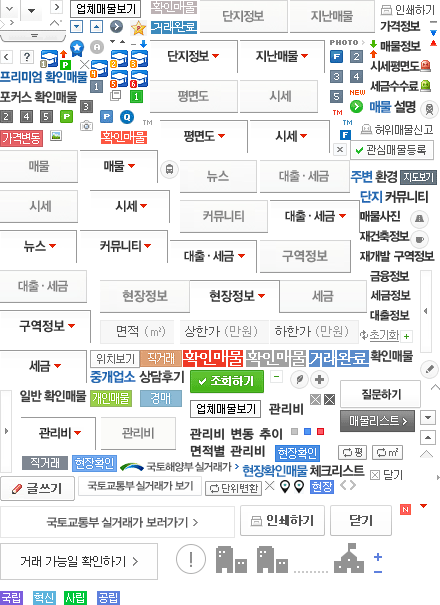 업체매물보기 확인매물 단지정보 지난매물 인쇄하기
거래완료 가격정보
PHOTO
단지정보 지난매물 F 2 매물정보
프리미엄 확인매물 3 4 시세평면도
포커스 확인매물 3 1 평면도 시세 5 NEW 세금수수료
2 4 5 P P Q 매물 설명
TM TM
가격변동 확인매물 평면도 시세 F 허위매물신고
관심매물등록
매물 매물 뉴스 대출·세금 주변 환경 지도보기
단지 커뮤니티
시세 시세 커뮤니티 대출·세금 매물사진
재건축정보
뉴스 커뮤니티 대출·세금 구역정보 재개발 구역정보
금융정보
대출·세금 현장정보 현장정보 세금 세금정보
대출정보
구역정보 면적 (㎡) 상한가 (만원) 하한가 (만원) 초기화
세금 위치보기 직거래 확인매물 확인매물 거래완료 확인매물
중개업소 상담후기 조회하기
일반 확인매물 개인매물 경매 업체매물보기 관리비 질문하기
매물리스트
관리비 관리비 관리비 변동 추이
면적별 관리비 현장확인 평 ㎡
직거래 현장확인 국토해양부 실거래가 현장확인매물 체크리스트 닫기
글쓰기 국토교통부 실거래가 보기 단위변환 현장
N
국토교통부 실거래가 보러가기 인쇄하기 닫기
거래 가능일 확인하기
국립 혁신 사립 공립